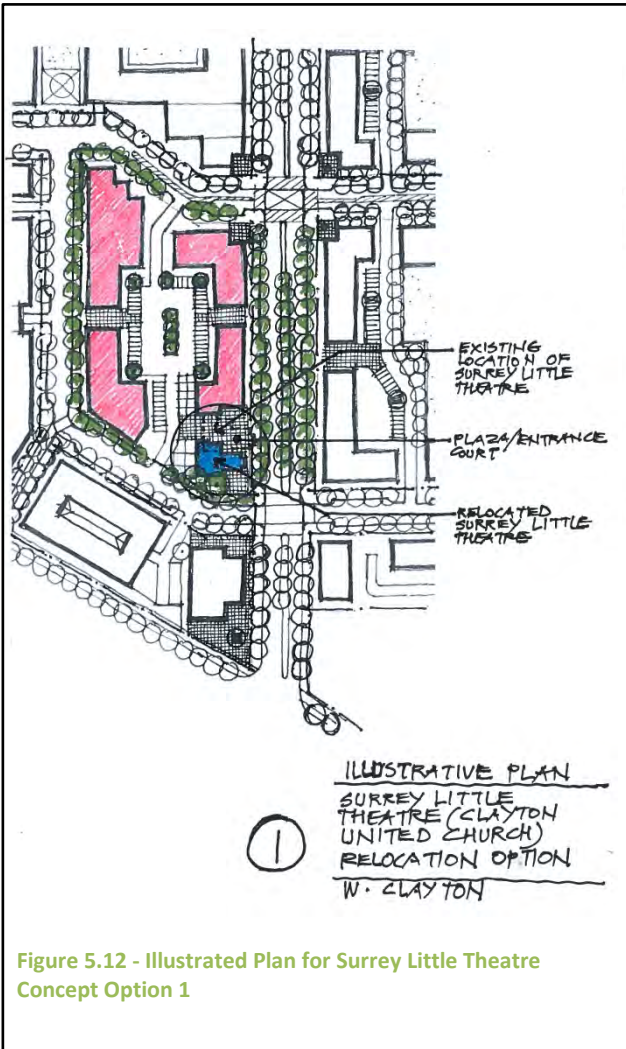 EXISTING
LOCATION OF
SURREY LITTLE
THEATRE
PLAZA/ENTRANCE
COURT
RELOCATED
SURREY LITTLE
THEATRE
ILLUSTRATIVE PLAN
SURREY LITTLE
THEATRE (CLAYTON
UNITED CHURCH)
RELOCATION OPTION
1
W. CLAYTON
Figure 5.12 - Illustrated Plan for Surrey Little Theatre
Concept Option 1